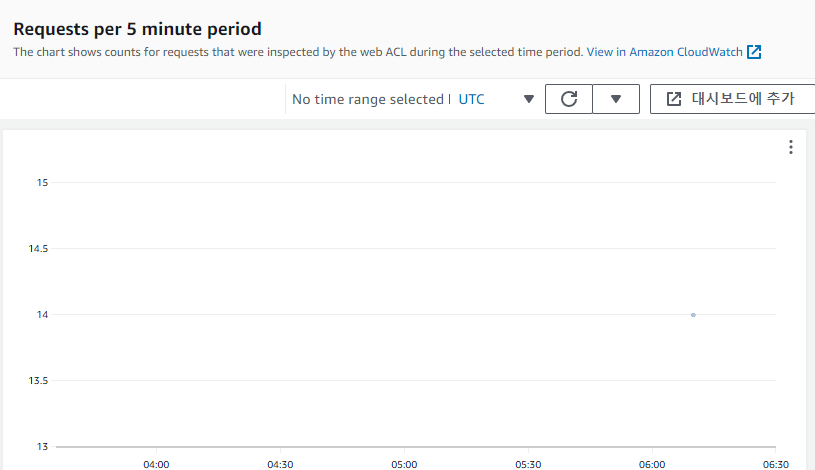 Requests per 5 minute period
The chart shows counts for requests that were inspected by the web ACL during the selected time period. View in Amazon CloudWatch
No time range selected | UTC
대시보드에 추가
15
14.5
14
13.5
13
04:00 04:30 05:00 05:30 06:00 06:30